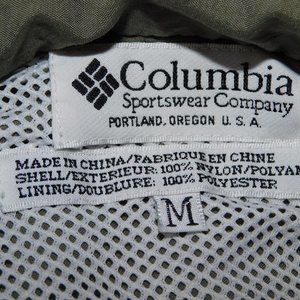 Columbia
Sportswear Company
PORTLAND, OREGON U.S.A.
MADE IN CHINA/FABRIQUE EN CHINE
SHELL/EXTERIEUR: 100% NYLON/POLYAM
LINING/DOUBLURE: 100% POLYESTER
M